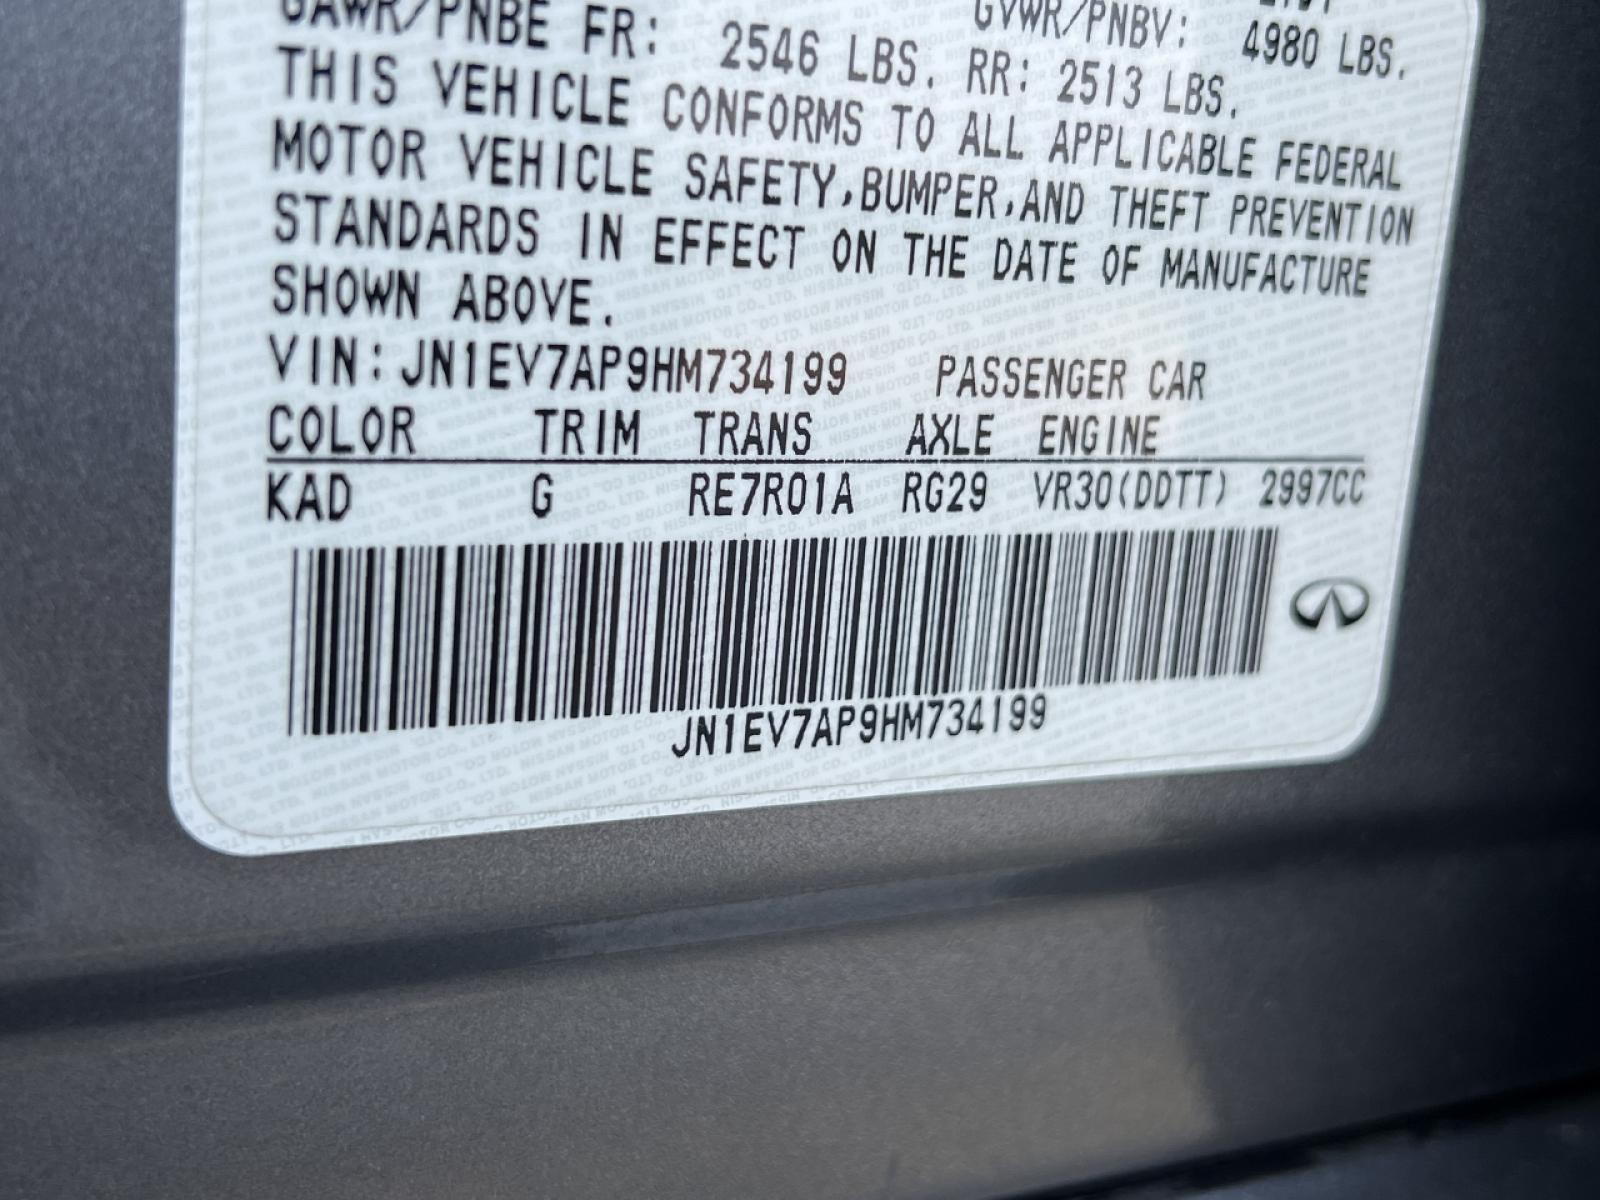 GAWR/PNBE FR: 2546 LBS. RR: 2513 LBS.
GVWR/PNBV: 4980 LBS.
THIS VEHICLE CONFORMS TO ALL APPLICABLE FEDERAL
MOTOR VEHICLE SAFETY,BUMPER,AND THEFT PREVENTION
STANDARDS IN EFFECT ON THE DATE OF MANUFACTURE
SHOWN ABOVE.
VIN:JN1EV7AP9HM734199 PASSENGER CAR
COLOR TRIM TRANS AXLE ENGINE
KAD G RE7R01A RG29 VR30(DDTT) 2997CC
JN1EV7AP9HM734199